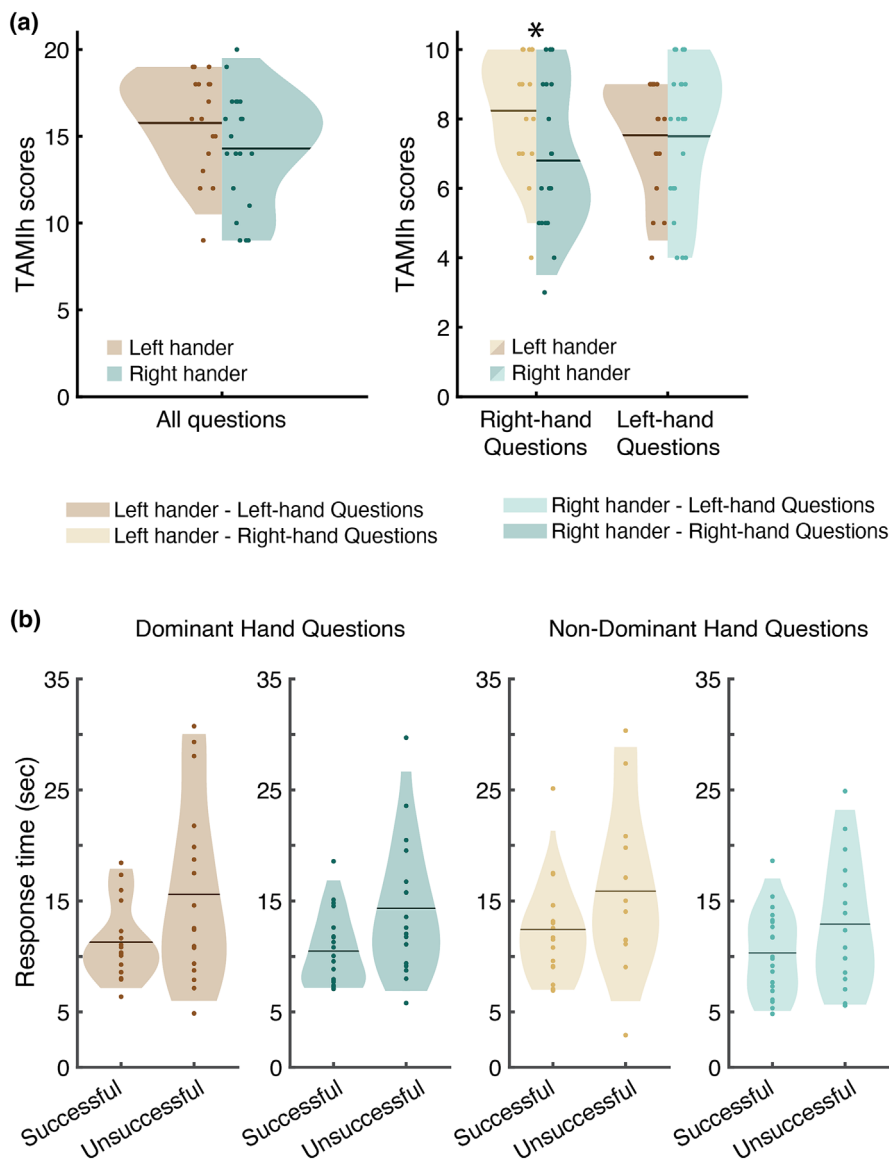 (a)
TAMIh scores
20
15
10
5
0
Left hander
Right hander
All questions
TAMIh scores
*
10
8
6
4
2
0
Left hander
Right hander
Right-hand
Questions
Left-hand
Questions
Left hander - Left-hand Questions
Left hander - Right-hand Questions
Right hander - Left-hand Questions
Right hander - Right-hand Questions
(b)
Dominant Hand Questions
Non-Dominant Hand Questions
Response time (sec)
35
25
15
5
0
Successful
Unsuccessful
35
25
15
5
0
Successful
Unsuccessful
35
25
15
5
0
Successful
Unsuccessful
35
25
15
5
0
Successful
Unsuccessful